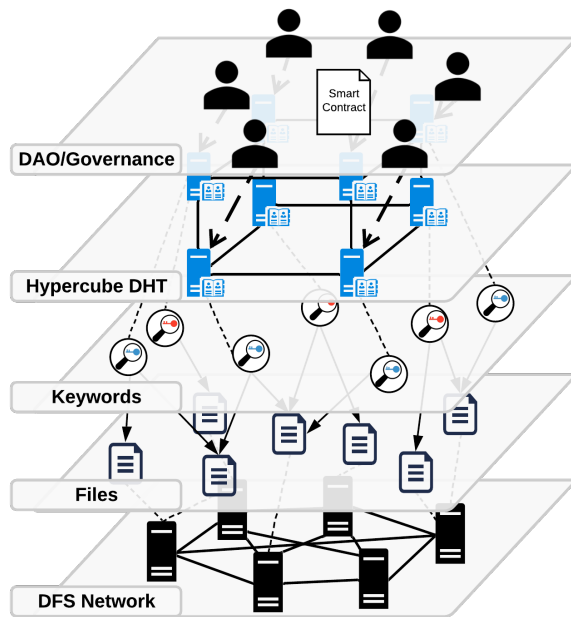 Smart
Contract
DAO/Governance
Hypercube DHT
Keywords
Files
DFS Network